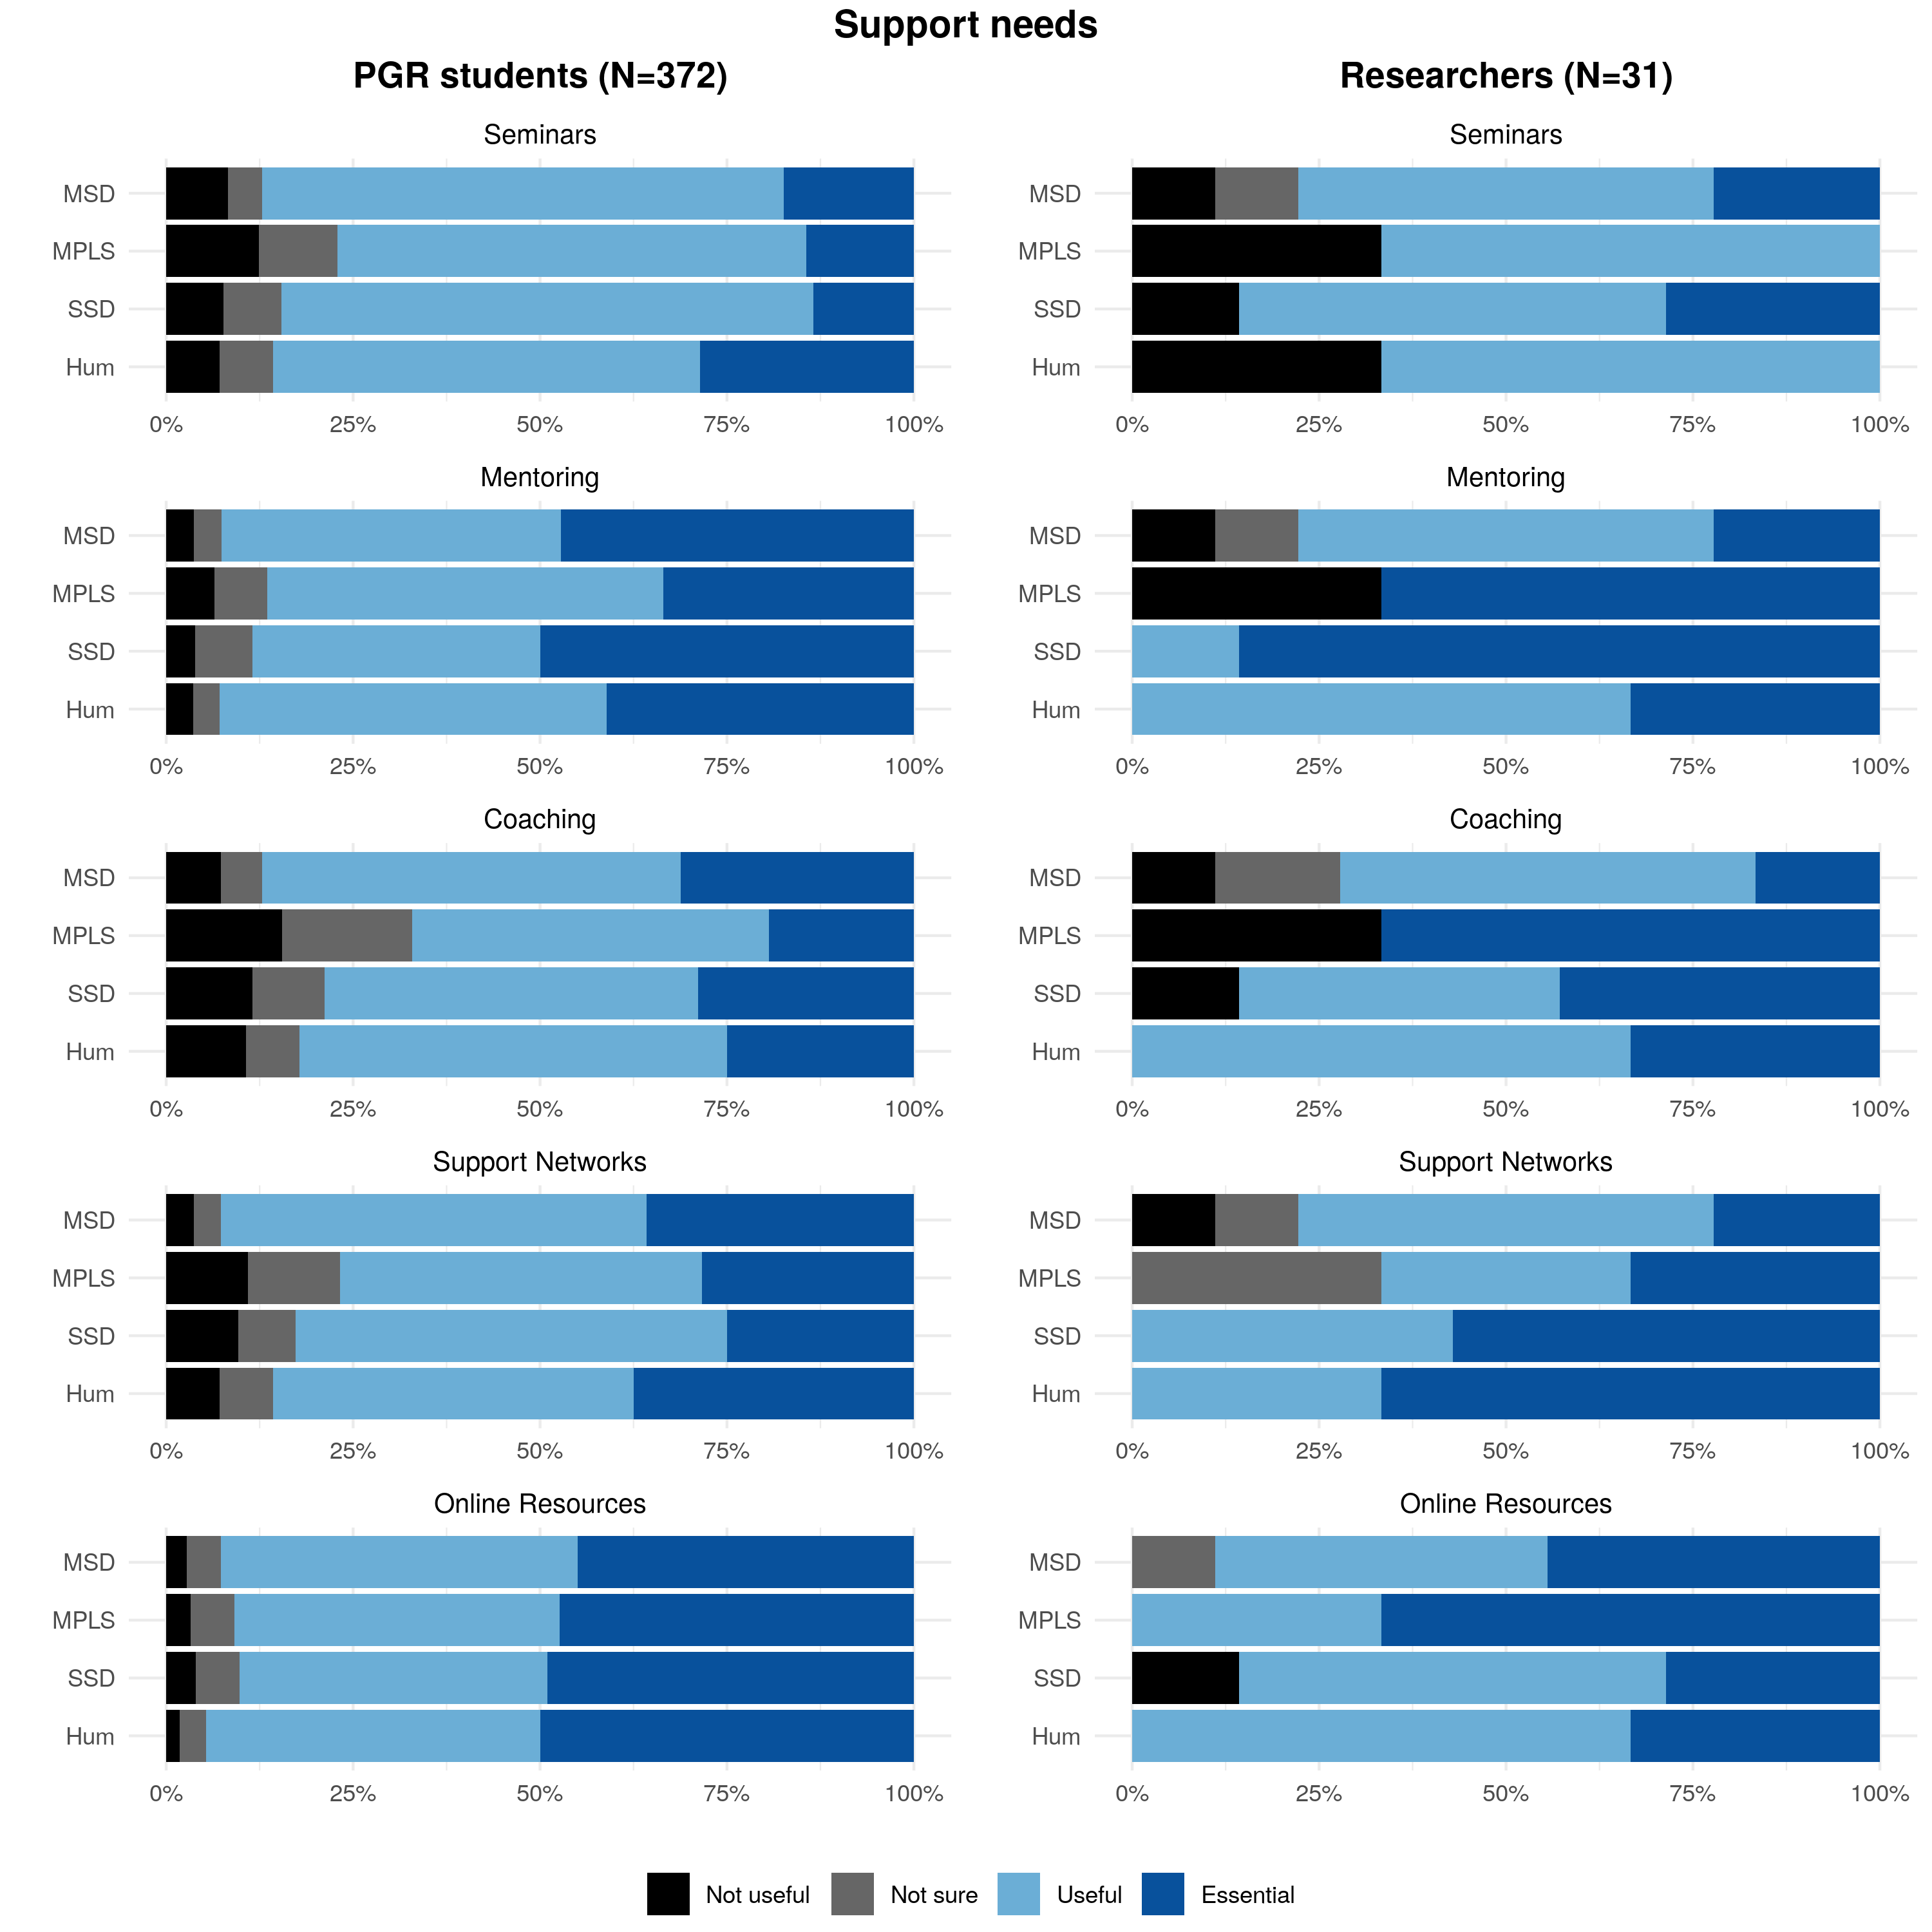 Support needs
PGR students (N=372)
Seminars
MSD
MPLS
SSD
Hum
0% 25% 50% 75% 100%
Mentoring
MSD
MPLS
SSD
Hum
0% 25% 50% 75% 100%
Coaching
MSD
MPLS
SSD
Hum
0% 25% 50% 75% 100%
Support Networks
MSD
MPLS
SSD
Hum
0% 25% 50% 75% 100%
Online Resources
MSD
MPLS
SSD
Hum
0% 25% 50% 75% 100%
Researchers (N=31)
Seminars
MSD
MPLS
SSD
Hum
0% 25% 50% 75% 100%
Mentoring
MSD
MPLS
SSD
Hum
0% 25% 50% 75% 100%
Coaching
MSD
MPLS
SSD
Hum
0% 25% 50% 75% 100%
Support Networks
MSD
MPLS
SSD
Hum
0% 25% 50% 75% 100%
Online Resources
MSD
MPLS
SSD
Hum
0% 25% 50% 75% 100%
Not useful Not sure Useful Essential